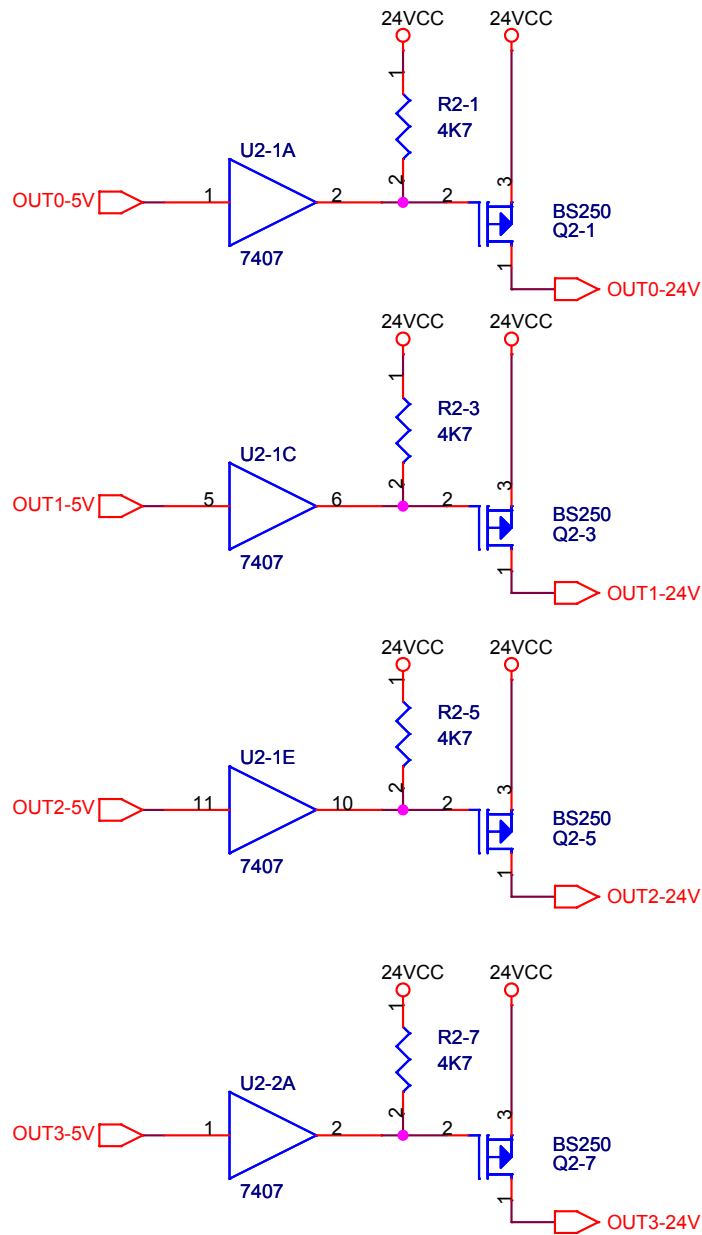 24VCC 24VCC
1
R2-1
4K7
U2-1A
2 3
OUT0-5V 1 2 2
BS250
Q2-1
7407
1
OUT0-24V
24VCC 24VCC
1
R2-3
4K7
U2-1C
2 3
OUT1-5V 5 6 2
BS250
Q2-3
7407
1
OUT1-24V
24VCC 24VCC
1
R2-5
4K7
U2-1E
2 3
OUT2-5V 11 10 2
BS250
Q2-5
7407
1
OUT2-24V
24VCC 24VCC
1
R2-7
4K7
U2-2A
2 3
OUT3-5V 1 2 2
BS250
Q2-7
7407
1
OUT3-24V